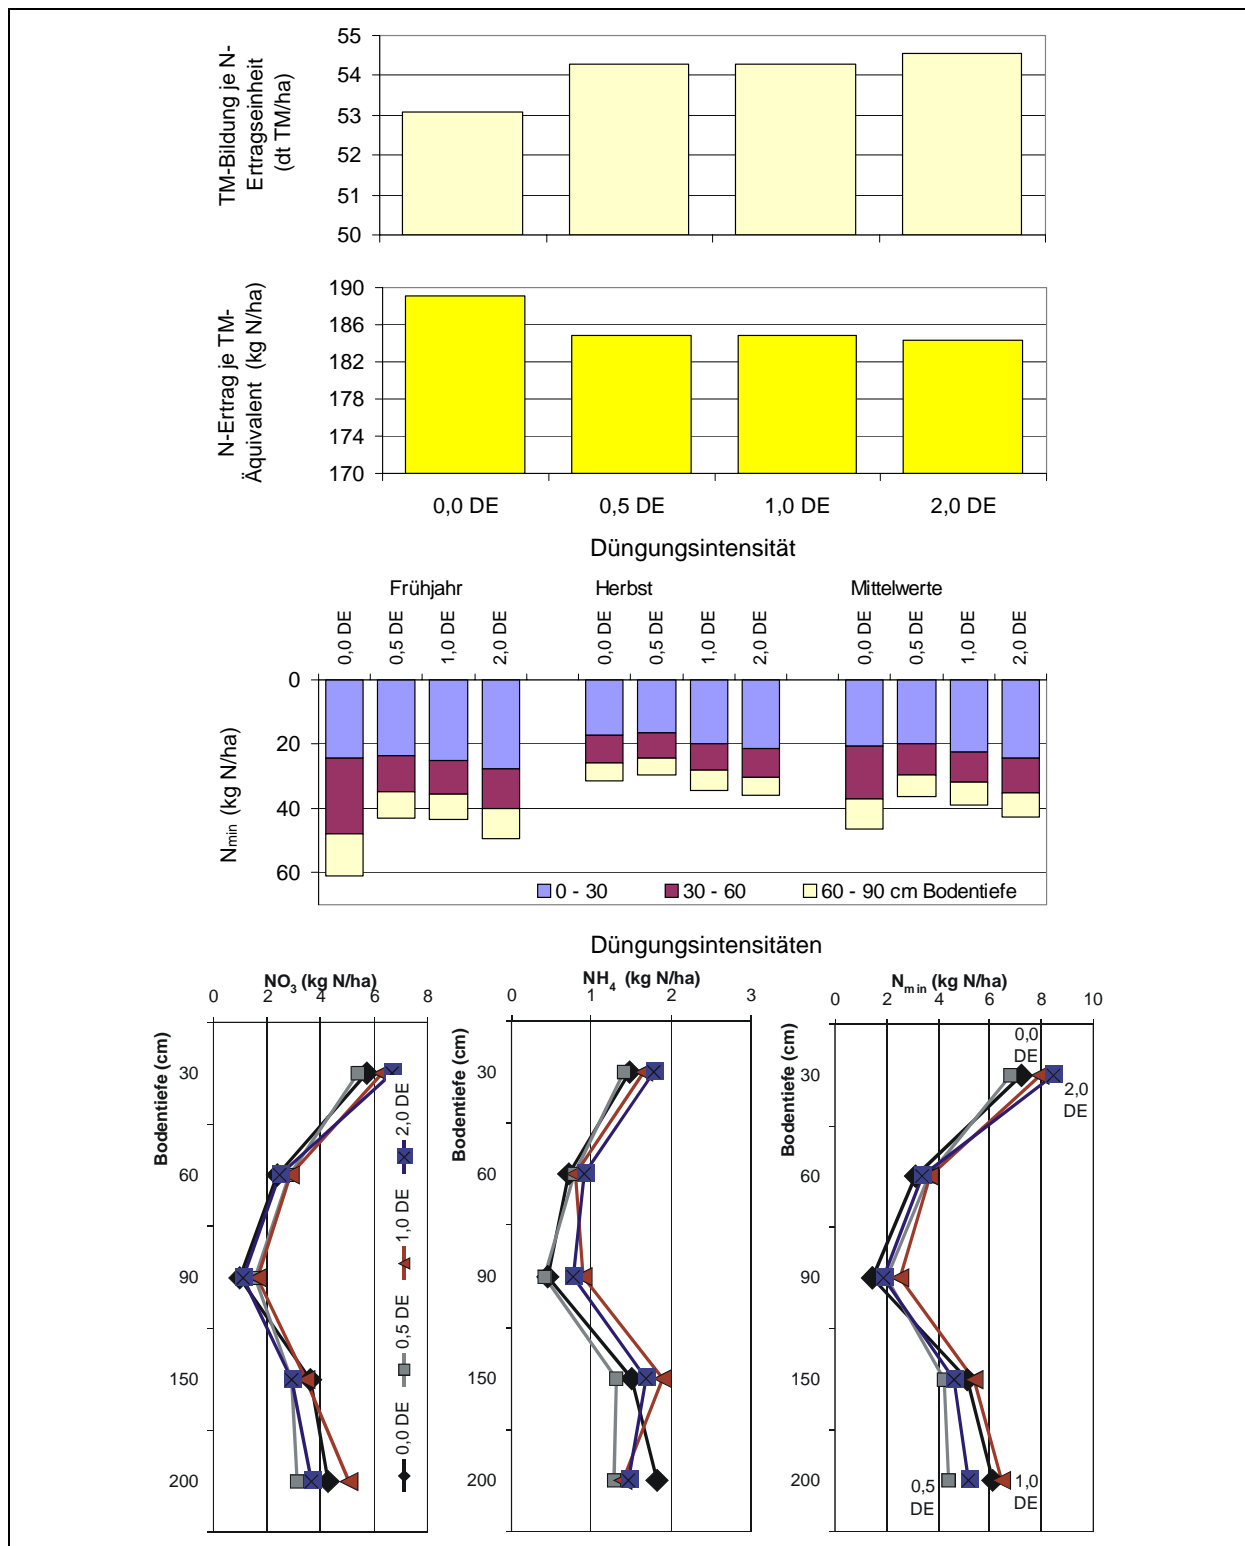 TM-Bildung je N-
Ertragseinheit
(dt TM/ha)
55
54
53
52
51
50
N-Ertrag je TM-
Äquivalent (kg N/ha)
190
186
182
178
174
170
0,0 DE 0,5 DE 1,0 DE 2,0 DE
Düngungsintensität
Frühjahr Herbst Mittelwerte
0,0 DE 0,5 DE 1,0 DE 2,0 DE 0,0 DE 0,5 DE 1,0 DE 2,0 DE 0,0 DE 0,5 DE 1,0 DE 2,0 DE
Nmin (kg N/ha)
0
20
40
60
0 - 30 30 - 60 60 - 90 cm Bodentiefe
Düngungsintensitäten
NO3 (kg N/ha)
0 2 4 6 8
Bodentiefe (cm)
30
60
90
150
200
0,0 DE 0,5 DE 1,0 DE 2,0 DE
NH4 (kg N/ha)
0 1 2 3
Bodentiefe (cm)
30
60
90
150
200
Nmin (kg N/ha)
0 2 4 6 8 10
Bodentiefe (cm)
30
60
90
150
200
0,0
DE
2,0
DE
0,5
DE
1,0
DE